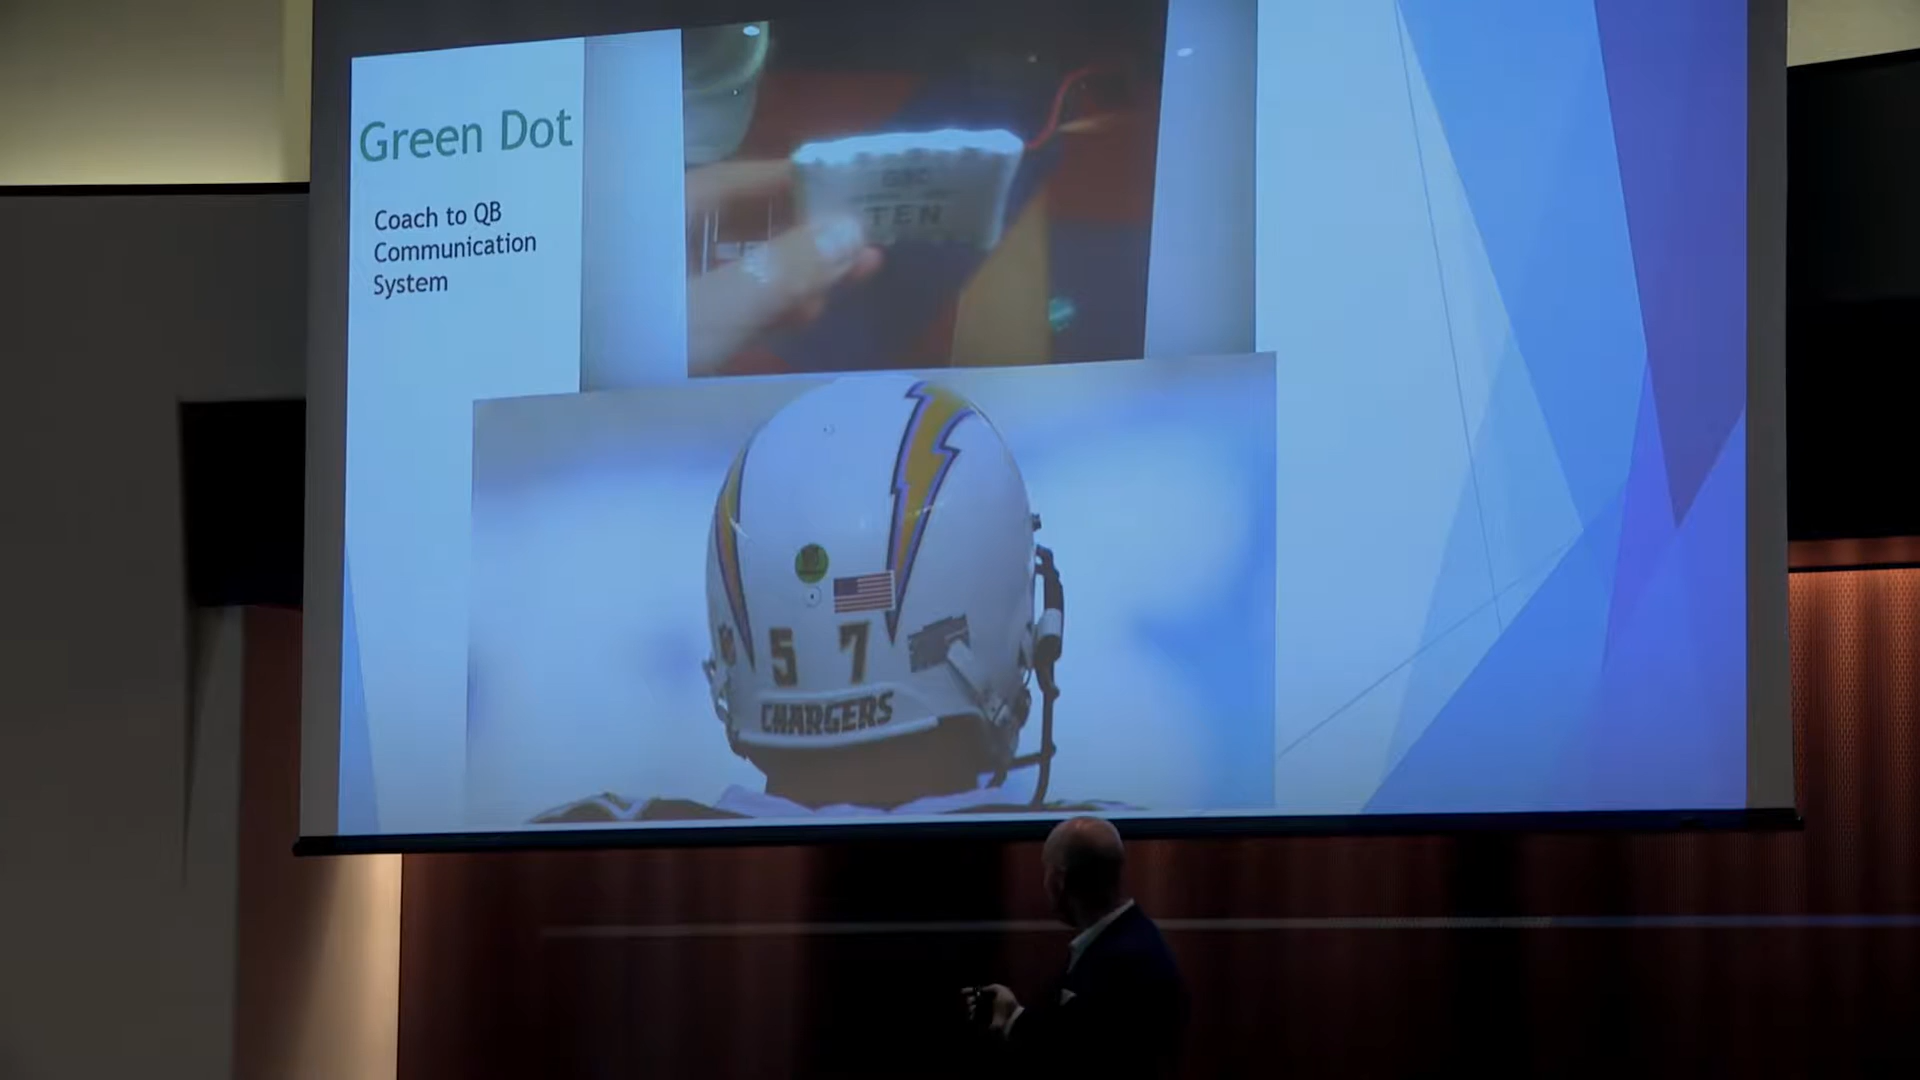 Green Dot
Coach to QB
Communication
System
TEN
5 7
CHARGERS